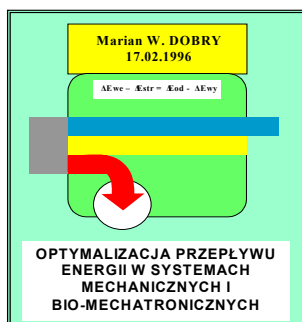 Marian W. DOBRY
17.02.1996
ΔEwe – Æstr = Æod - ΔEwy
OPTYMALIZACJA PRZEPŁYWU
ENERGII W SYSTEMACH
MECHANICZNYCH I
BIO-MECHATRONICZNYCH